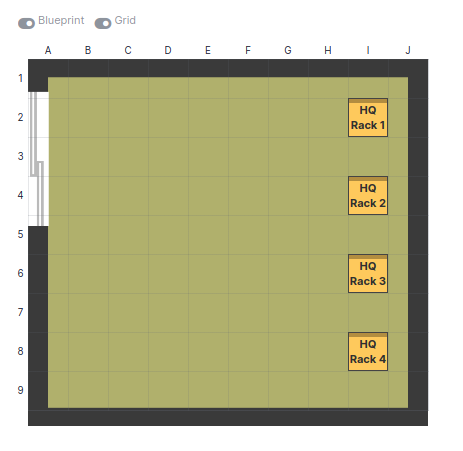 Blueprint Grid
A B C D E F G H I J
1
2
3
4
5
6
7
8
9
HQ
Rack 1
HQ
Rack 2
HQ
Rack 3
HQ
Rack 4